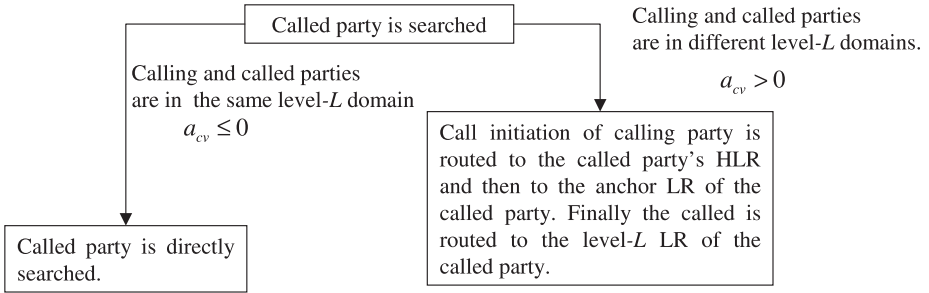 Called party is searched
Calling and called parties
are in different level-L domains.
a_cv > 0
Calling and called parties
are in the same level-L domain
a_cv ≤ 0
Call initiation of calling party is
routed to the called party's HLR
and then to the anchor LR of the
called party. Finally the called is
routed to the level-L LR of the
called party.
Called party is directly
searched.